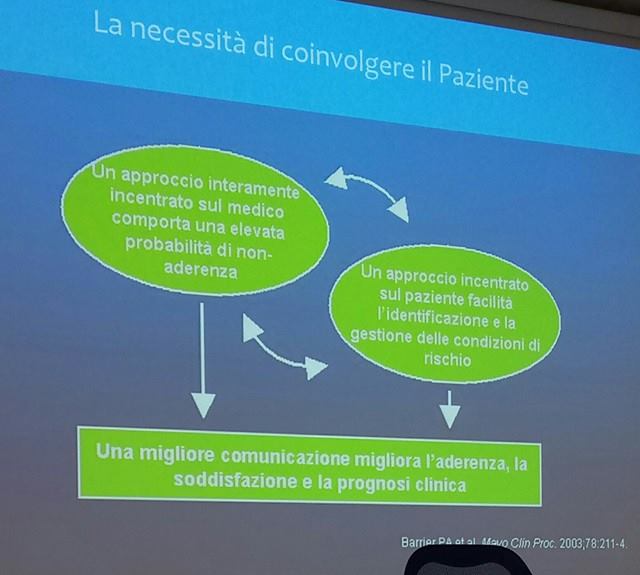 La necessità di coinvolgere il Paziente
Un approccio interamente
incentrato sul medico
comporta una elevata
probabilità di non-
aderenza
Un approccio incentrato
sul paziente facilità
l'identificazione e la
gestione delle condizioni di
rischio
Una migliore comunicazione migliora l'aderenza, la
soddisfazione e la prognosi clinica
Barrier PA et al. Mayo Clin Proc. 2003;78:211-4.